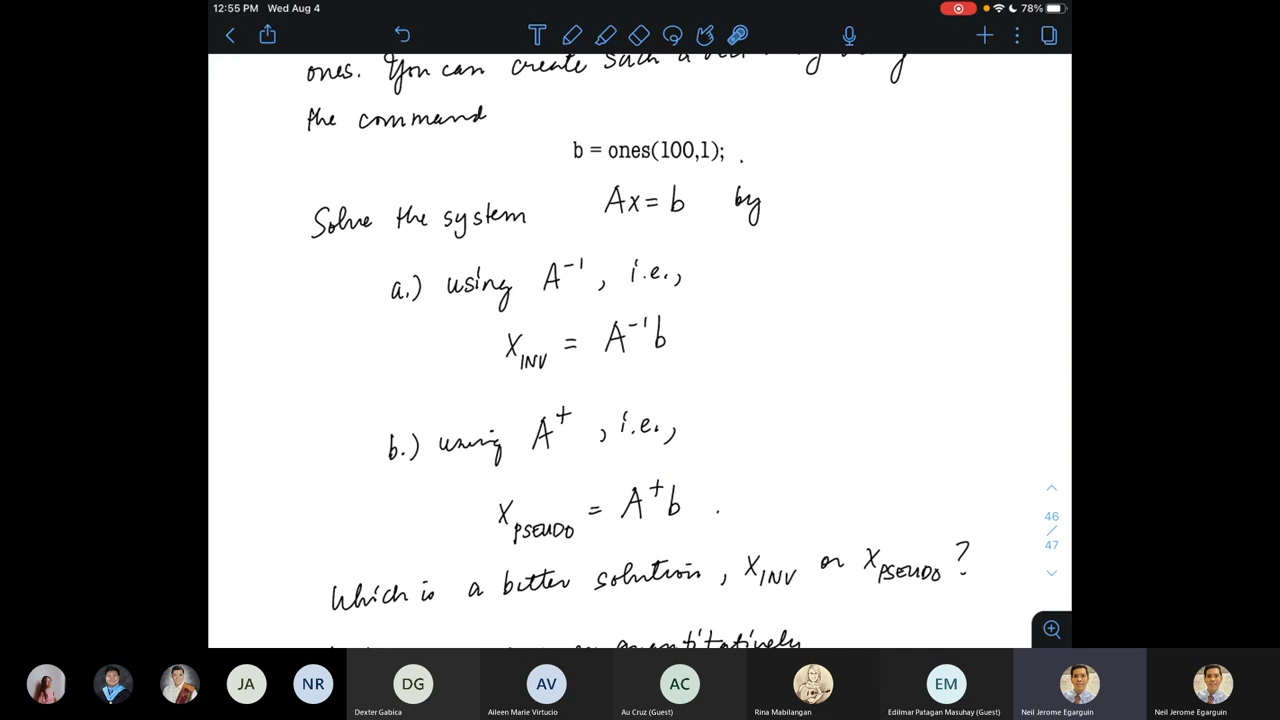 12:55 PM Wed Aug 4
78%
T
ones. You can create such a
the command
b = ones(100,1); .
Solve the system Ax = b by
a.) using A⁻¹, i.e.,
X_INV = A⁻¹b
b.) using A⁺, i.e.,
X_PSEUDO = A⁺b .
46
/
47
Which is a better solution, X_INV or X_PSEUDO ?
quantitatively
JA NR DG AV AC EM
Dexter Gabica Aileen Marie Virtucio Au Cruz (Guest) Rina Mabilangan Edilmar Patagan Masuhay (Guest) Neil Jerome Egarguin Neil Jerome Egarguin